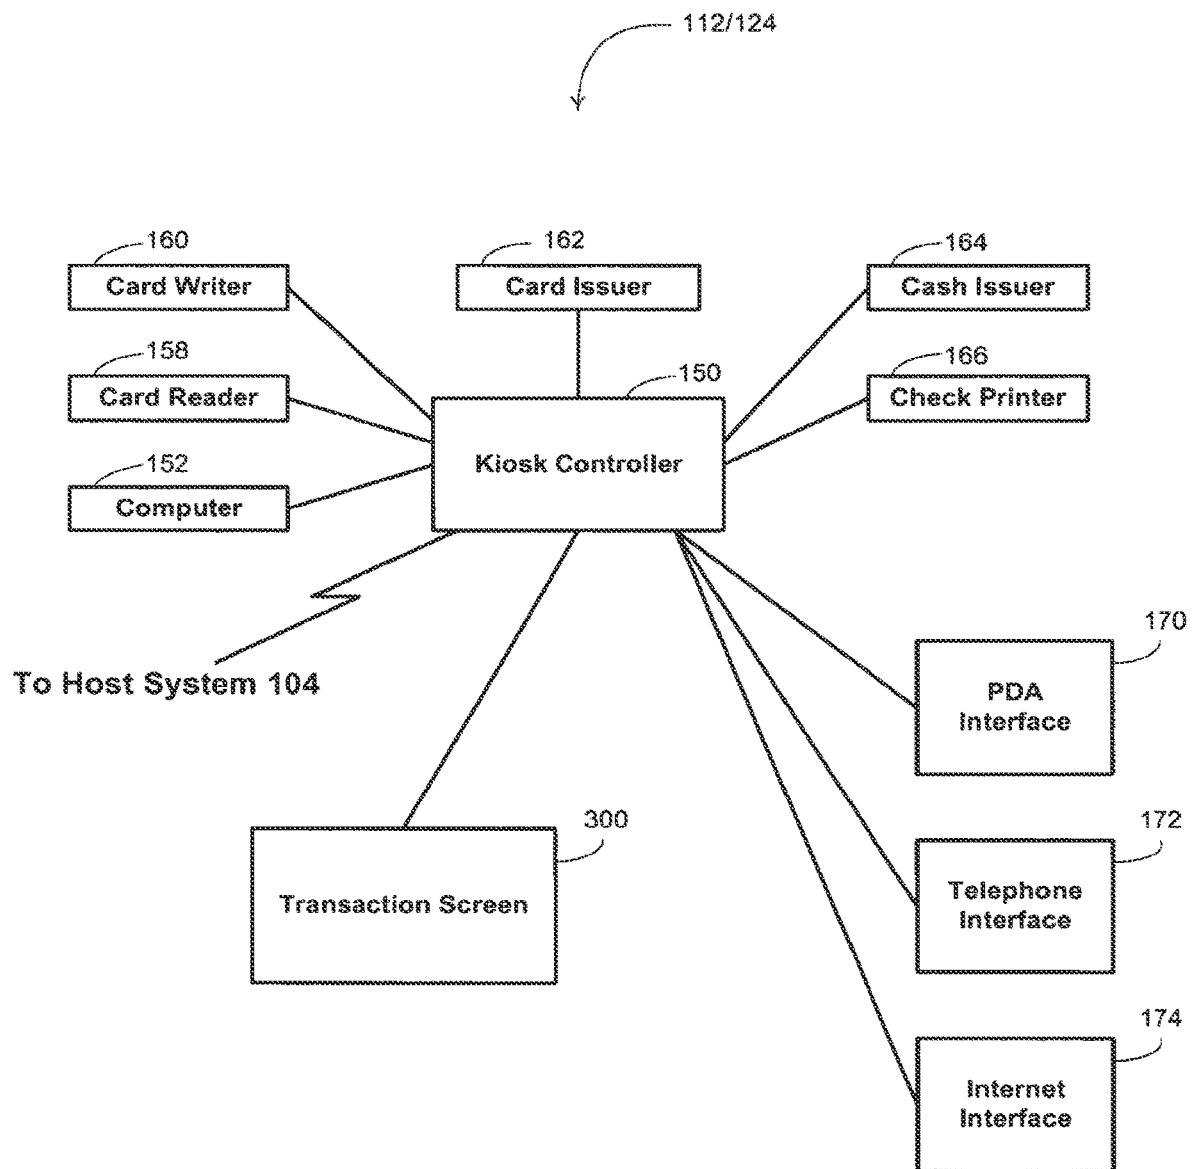 112/124
160
162
164
Card Writer
Card Issuer
Cash Issuer
158
150
166
Card Reader
Check Printer
Kiosk Controller
152
Computer
To Host System 104
170
PDA
Interface
300
Transaction Screen
172
Telephone
Interface
174
Internet
Interface